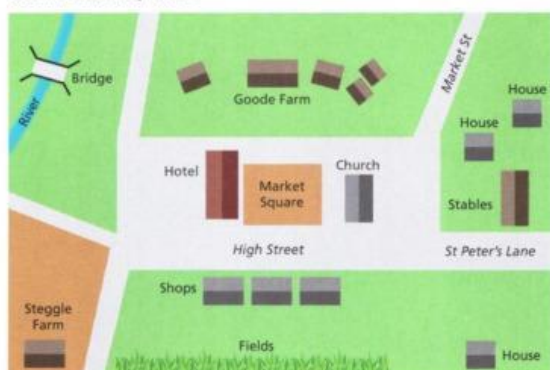 Bridge
River
Goode Farm
Market St
House
House
Hotel
Market
Square
Church
Stables
High Street
St Peter's Lane
Shops
Steggle
Farm
Fields
House